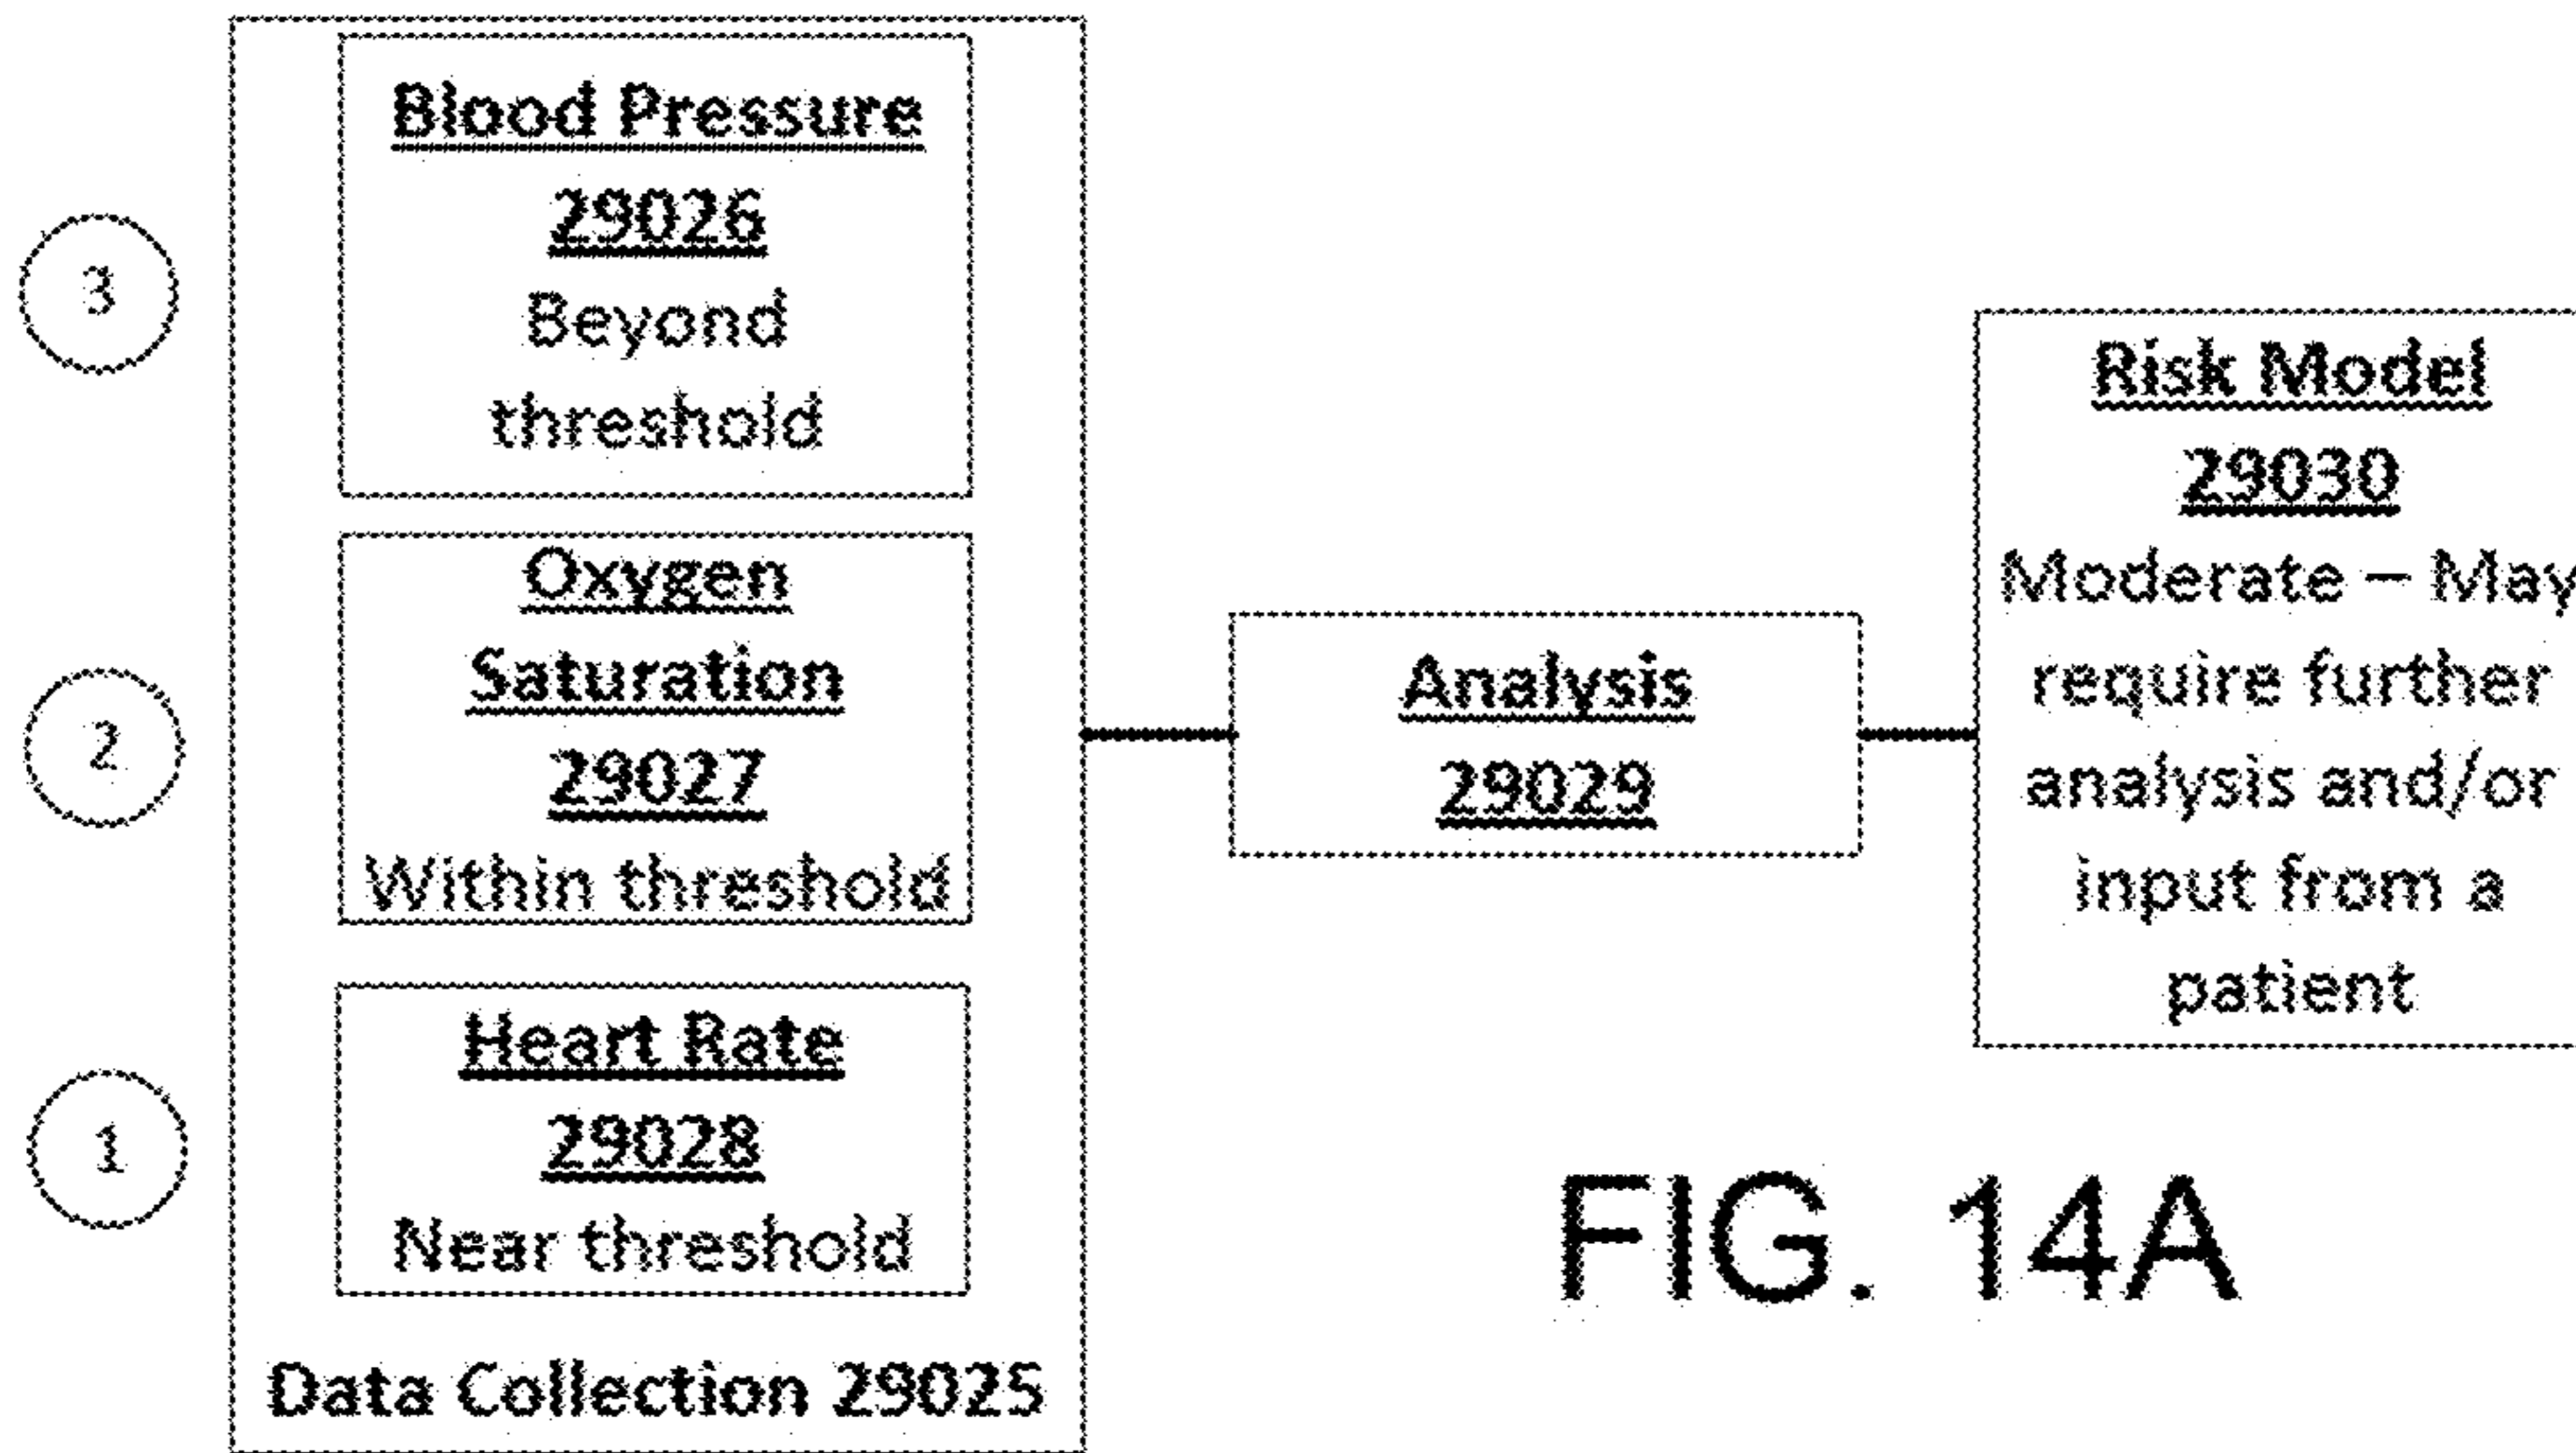 3
Blood Pressure
29026
Beyond
threshold
2
Oxygen
Saturation
29027
Within threshold
1
Heart Rate
29028
Near threshold
Data Collection 29025
Analysis
29029
Risk Model
29030
Moderate – May
require further
analysis and/or
input from a
patient
FIG. 14A